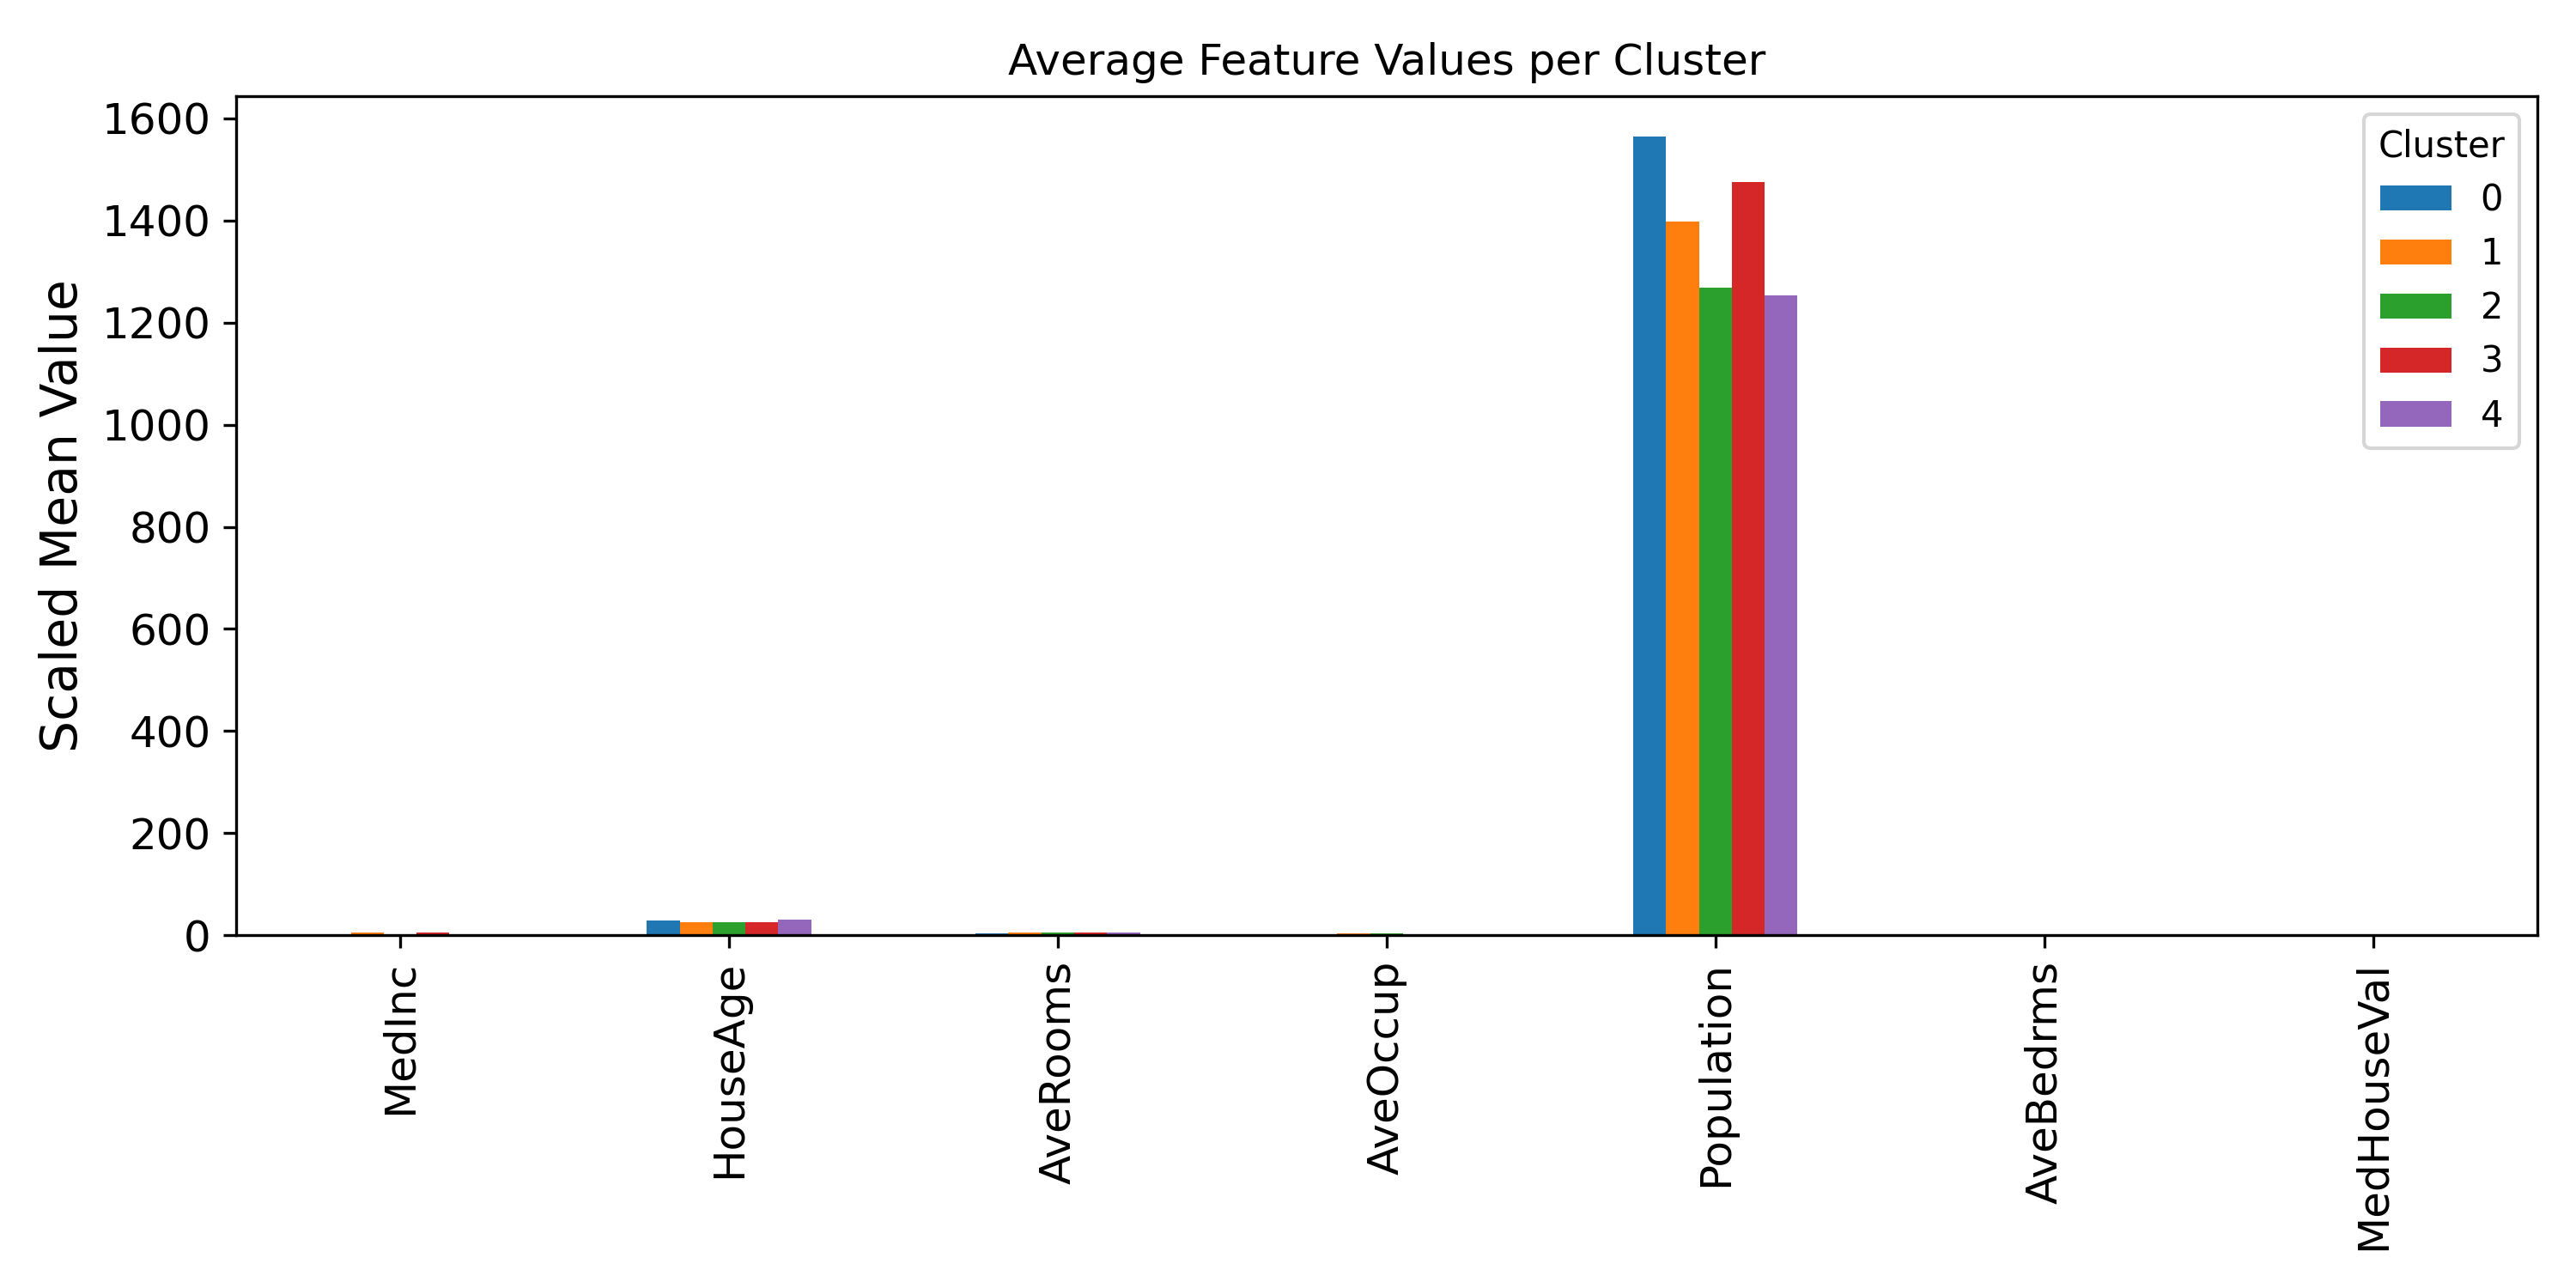 Average Feature Values per Cluster
Scaled Mean Value
1600
1400
1200
1000
800
600
400
200
0
Cluster
0
1
2
3
4
MedInc
HouseAge
AveRooms
AveOccup
Population
AveBedrms
MedHouseVal